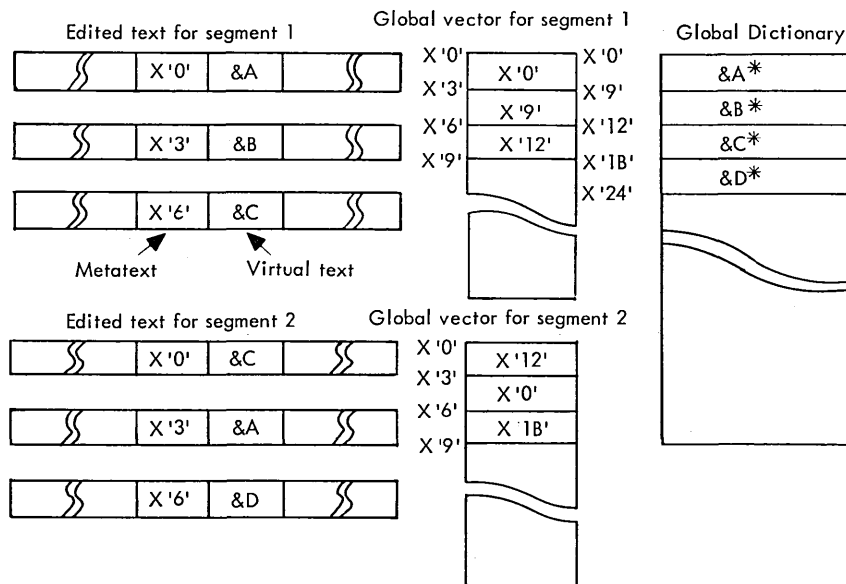 Edited text for segment 1
X '0' &A
X '3' &B
X '6' &C
Metatext
Virtual text
Global vector for segment 1
X '0'
X '3'
X '6'
X '9'
X '0'
X '9'
X '12'
Global Dictionary
X '0'
X '9'
X '12'
X '1B'
X '24'
&A*
&B*
&C*
&D*
Edited text for segment 2
X '0' &C
X '3' &A
X '6' &D
Global vector for segment 2
X '0'
X '3'
X '6'
X '9'
X '12'
X '0'
X '1B'